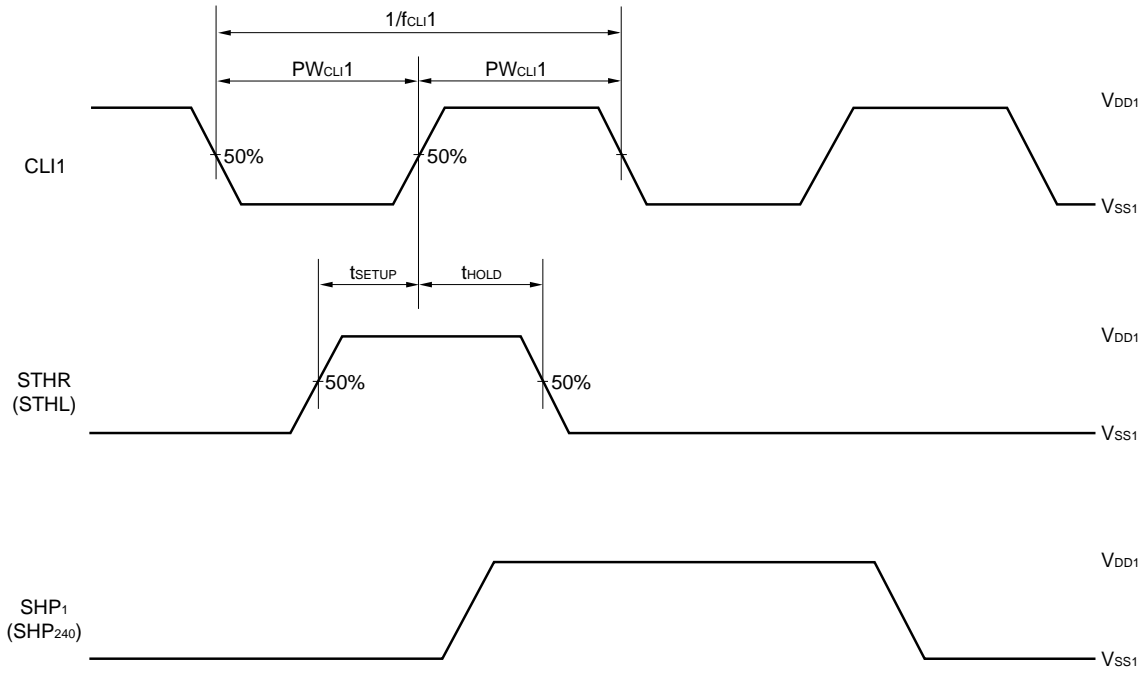 1/fCLI1
PWCLI1 PWCLI1
VDD1
CLI1
50% 50%
VSS1
tSETUP tHOLD
VDD1
STHR
(STHL)
50% 50%
VSS1
VDD1
SHP1
(SHP240)
VSS1